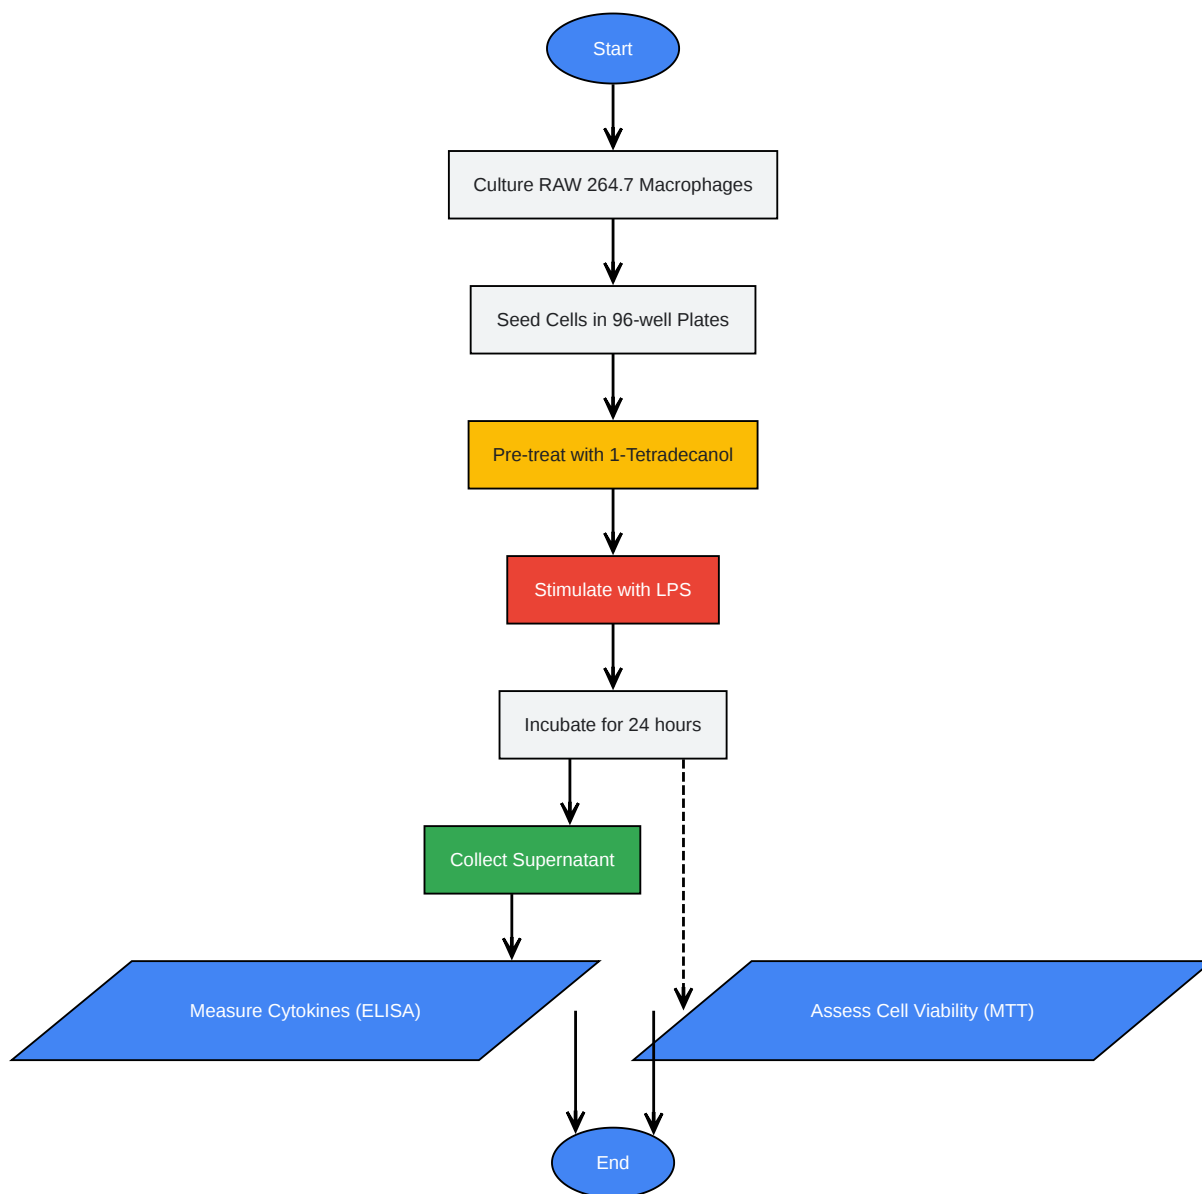 Start
Culture RAW 264.7 Macrophages
Seed Cells in 96-well Plates
Pre-treat with 1-Tetradecanol
Stimulate with LPS
Incubate for 24 hours
Collect Supernatant
Measure Cytokines (ELISA)
Assess Cell Viability (MTT)
End